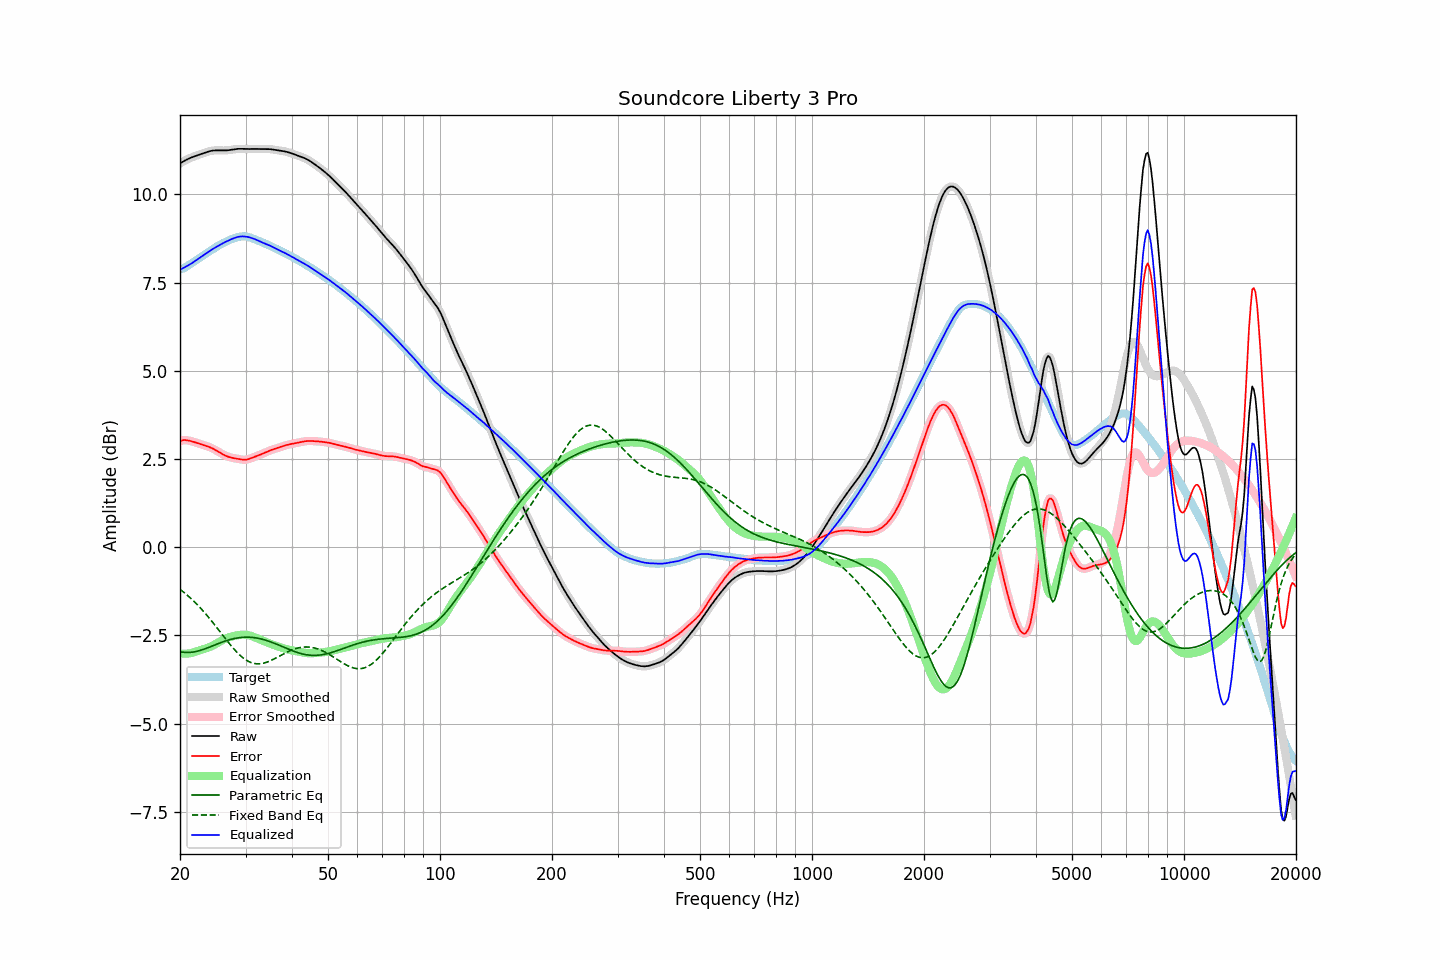 Soundcore Liberty 3 Pro
Amplitude (dBr)
10.0
7.5
5.0
2.5
0.0
−2.5
−5.0
−7.5
Target
Raw Smoothed
Error Smoothed
Raw
Error
Equalization
Parametric Eq
Fixed Band Eq
Equalized
20 50 100 200 500 1000 2000 5000 10000 20000
Frequency (Hz)